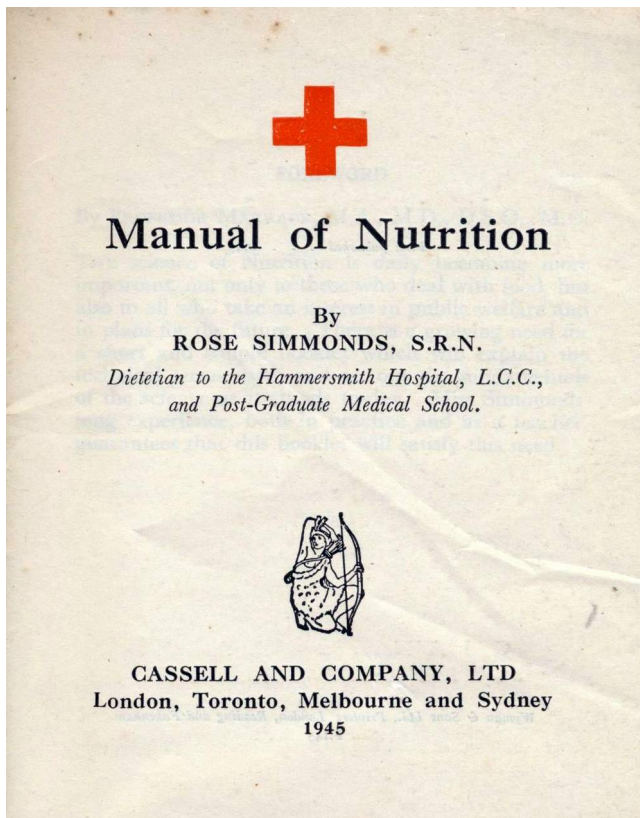 Manual of Nutrition
By
ROSE SIMMONDS, S.R.N.
Dietetian to the Hammersmith Hospital, L.C.C.,
and Post-Graduate Medical School.
CASSELL AND COMPANY, LTD
London, Toronto, Melbourne and Sydney
1945